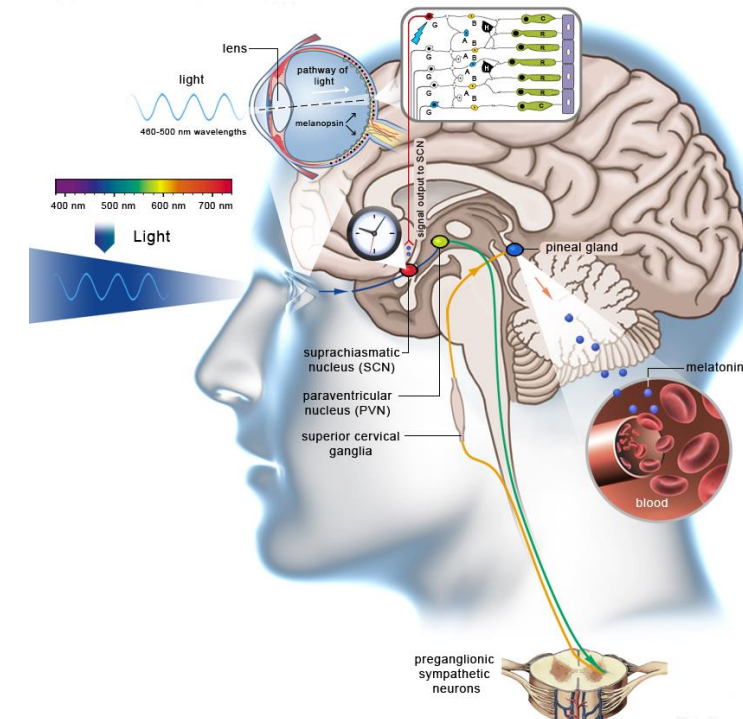 lens
light
pathway of
light
melanopsin
460-500 nm wavelengths
G B C
A H R
G B R
A R
G B H R
A R
G B R
A
G B C
400 nm 500 nm 600 nm 700 nm
Light
signal output to SCN
pineal gland
suprachiasmatic
nucleus (SCN)
paraventricular
nucleus (PVN)
superior cervical
ganglia
melatonin
blood
preganglionic
sympathetic
neurons